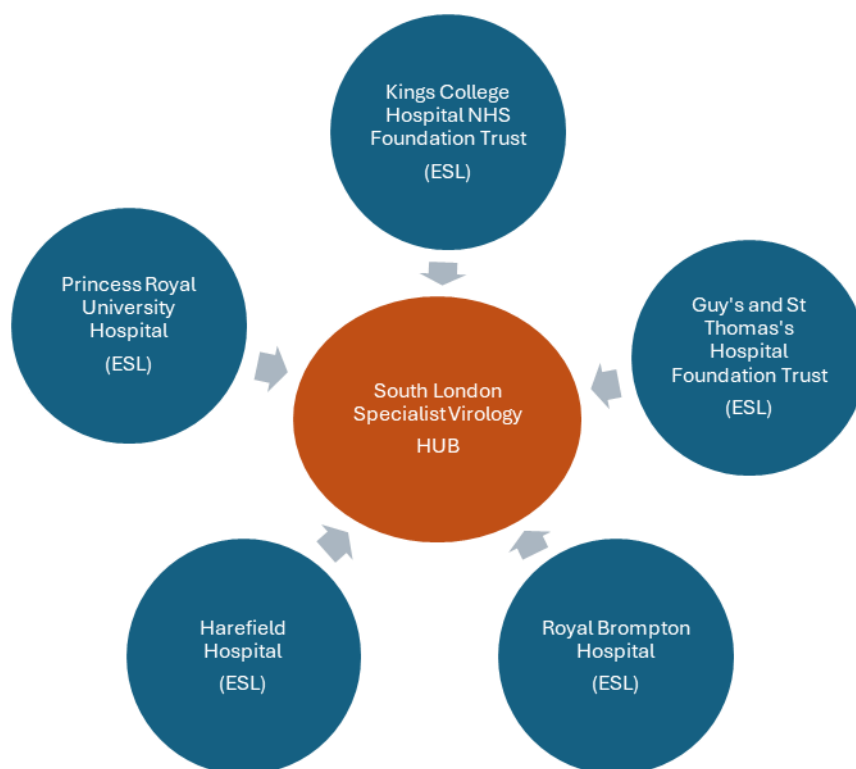 Kings College
Hospital NHS
Foundation Trust
(ESL)
Princess Royal
University
Hospital
(ESL)
Guy's and St
Thomas's
Hospital
Foundation Trust
(ESL)
South London
Specialist Virology
HUB
Harefield
Hospital
(ESL)
Royal Brompton
Hospital
(ESL)